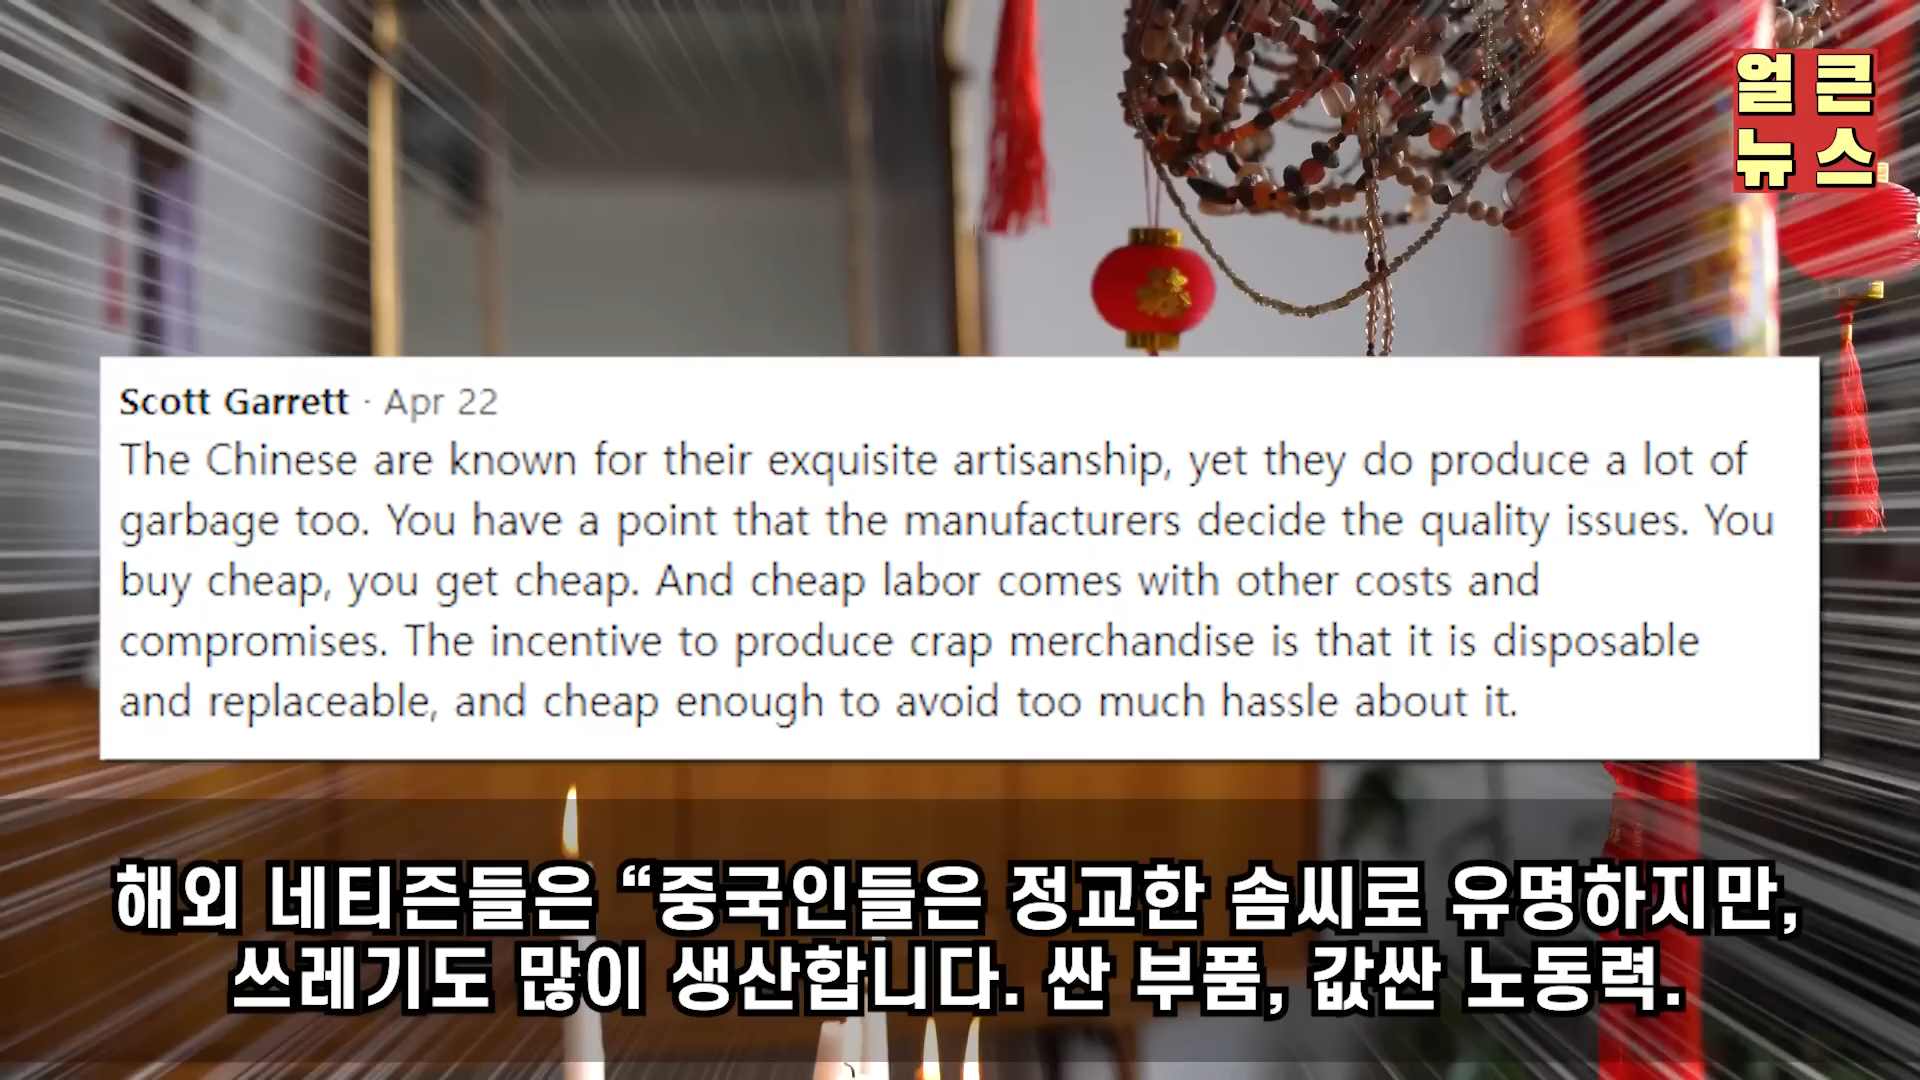 얼큰
뉴스
Scott Garrett · Apr 22
The Chinese are known for their exquisite artisanship, yet they do produce a lot of
garbage too. You have a point that the manufacturers decide the quality issues. You
buy cheap, you get cheap. And cheap labor comes with other costs and
compromises. The incentive to produce crap merchandise is that it is disposable
and replaceable, and cheap enough to avoid too much hassle about it.
해외 네티즌들은 “중국인들은 정교한 솜씨로 유명하지만,
쓰레기도 많이 생산합니다. 싼 부품, 값싼 노동력.